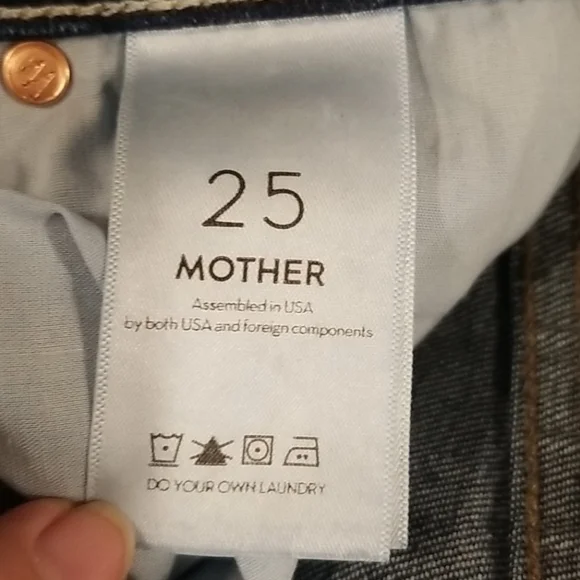 25
MOTHER
Assembled in USA
by both USA and foreign components
DO YOUR OWN LAUNDRY